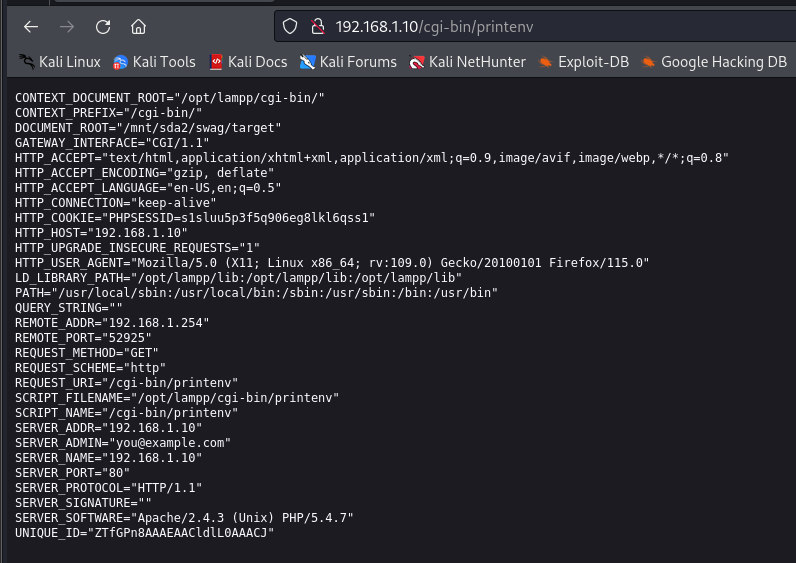 192.168.1.10/cgi-bin/printenv
Kali Linux Kali Tools Kali Docs Kali Forums Kali NetHunter Exploit-DB Google Hacking DB
CONTEXT_DOCUMENT_ROOT="/opt/lampp/cgi-bin/"
CONTEXT_PREFIX="/cgi-bin/"
DOCUMENT_ROOT="/mnt/sda2/swag/target"
GATEWAY_INTERFACE="CGI/1.1"
HTTP_ACCEPT="text/html,application/xhtml+xml,application/xml;q=0.9,image/avif,image/webp,*/*;q=0.8"
HTTP_ACCEPT_ENCODING="gzip, deflate"
HTTP_ACCEPT_LANGUAGE="en-US,en;q=0.5"
HTTP_CONNECTION="keep-alive"
HTTP_COOKIE="PHPSESSID=s1sluu5p3f5q906eg8lkl6qss1"
HTTP_HOST="192.168.1.10"
HTTP_UPGRADE_INSECURE_REQUESTS="1"
HTTP_USER_AGENT="Mozilla/5.0 (X11; Linux x86_64; rv:109.0) Gecko/20100101 Firefox/115.0"
LD_LIBRARY_PATH="/opt/lampp/lib:/opt/lampp/lib:/opt/lampp/lib"
PATH="/usr/local/sbin:/usr/local/bin:/sbin:/usr/sbin:/bin:/usr/bin"
QUERY_STRING=""
REMOTE_ADDR="192.168.1.254"
REMOTE_PORT="52925"
REQUEST_METHOD="GET"
REQUEST_SCHEME="http"
REQUEST_URI="/cgi-bin/printenv"
SCRIPT_FILENAME="/opt/lampp/cgi-bin/printenv"
SCRIPT_NAME="/cgi-bin/printenv"
SERVER_ADDR="192.168.1.10"
SERVER_ADMIN="you@example.com"
SERVER_NAME="192.168.1.10"
SERVER_PORT="80"
SERVER_PROTOCOL="HTTP/1.1"
SERVER_SIGNATURE=""
SERVER_SOFTWARE="Apache/2.4.3 (Unix) PHP/5.4.7"
UNIQUE_ID="ZTfGPn8AAAEAACldlL0AAACJ"